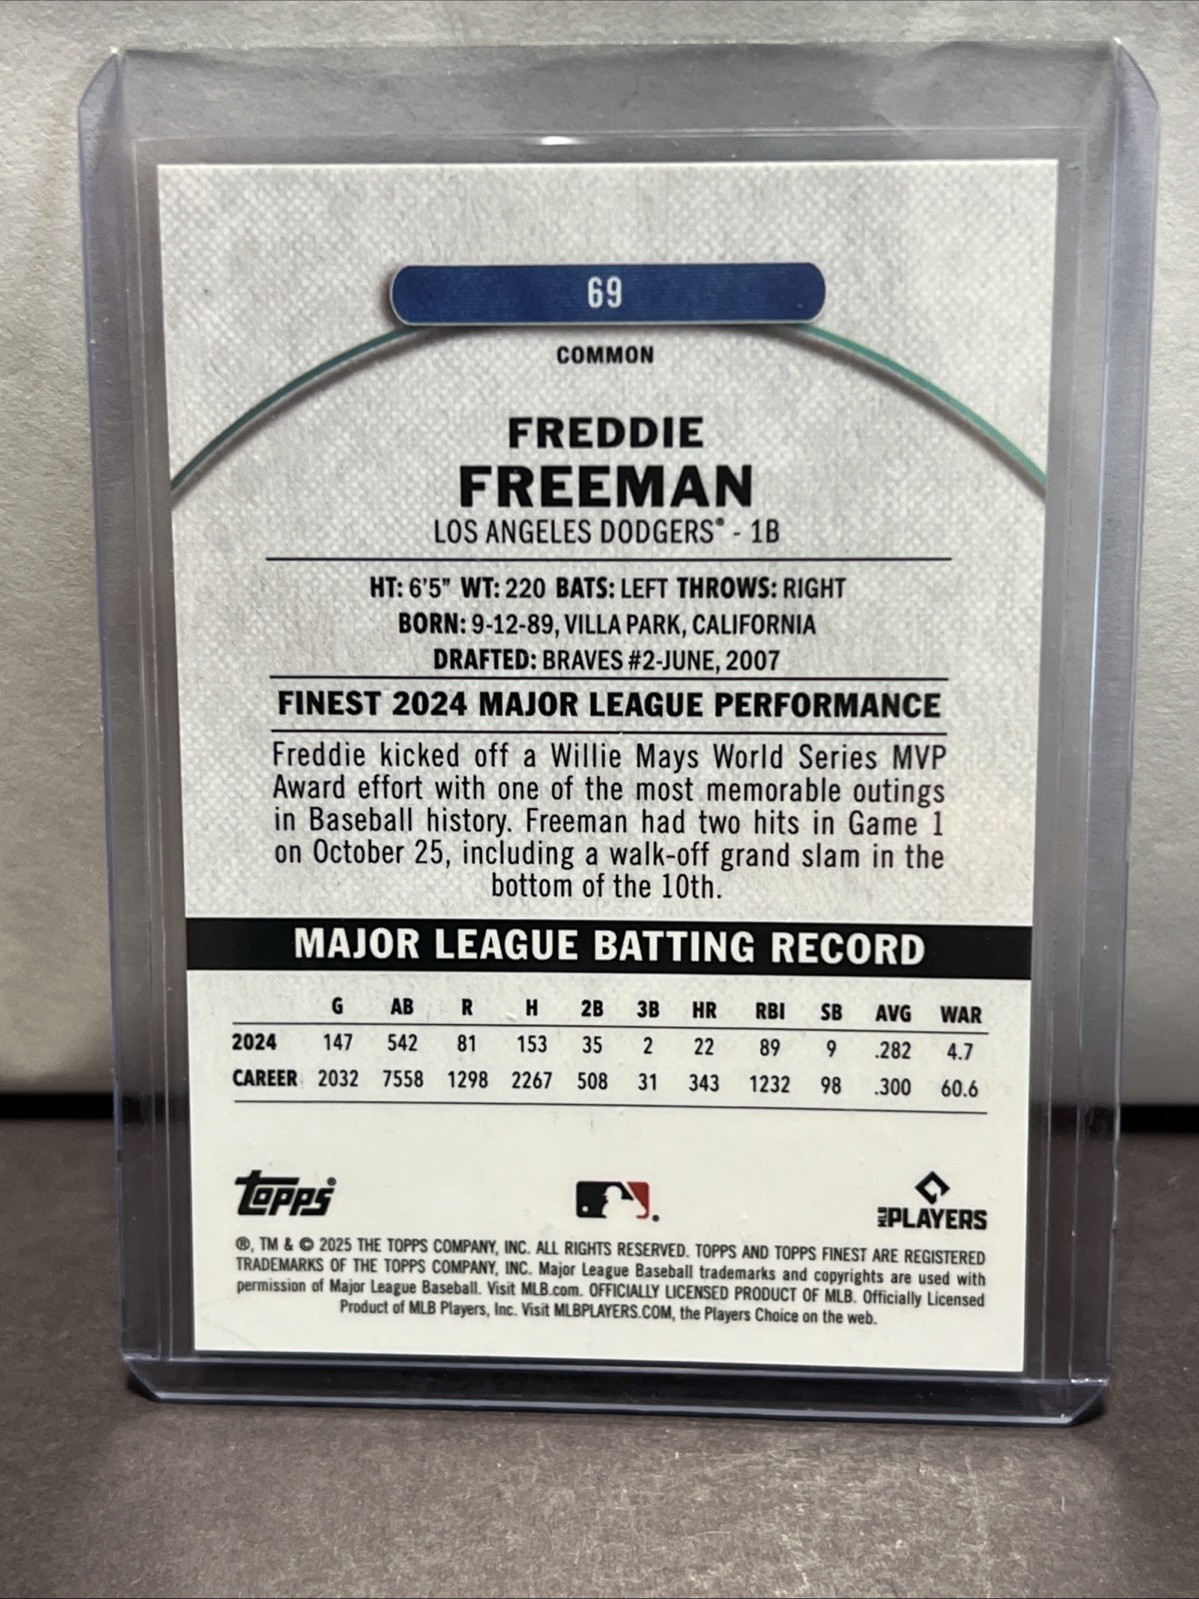 69
COMMON
FREDDIE
FREEMAN
LOS ANGELES DODGERS® - 1B
HT: 6'5" WT: 220 BATS: LEFT THROWS: RIGHT
BORN: 9-12-89, VILLA PARK, CALIFORNIA
DRAFTED: BRAVES #2-JUNE, 2007
FINEST 2024 MAJOR LEAGUE PERFORMANCE
Freddie kicked off a Willie Mays World Series MVP
Award effort with one of the most memorable outings
in Baseball history. Freeman had two hits in Game 1
on October 25, including a walk-off grand slam in the
bottom of the 10th.
MAJOR LEAGUE BATTING RECORD
G AB R H 2B 3B HR RBI SB AVG WAR
2024 147 542 81 153 35 2 22 89 9 .282 4.7
CAREER 2032 7558 1298 2267 508 31 343 1232 98 .300 60.6
topps®
MLB PLAYERS
®, TM & © 2025 THE TOPPS COMPANY, INC. ALL RIGHTS RESERVED. TOPPS AND TOPPS FINEST ARE REGISTERED
TRADEMARKS OF THE TOPPS COMPANY, INC. Major League Baseball trademarks and copyrights are used with
permission of Major League Baseball. Visit MLB.com. OFFICIALLY LICENSED PRODUCT OF MLB. Officially Licensed
Product of MLB Players, Inc. Visit MLBPLAYERS.COM, the Players Choice on the web.